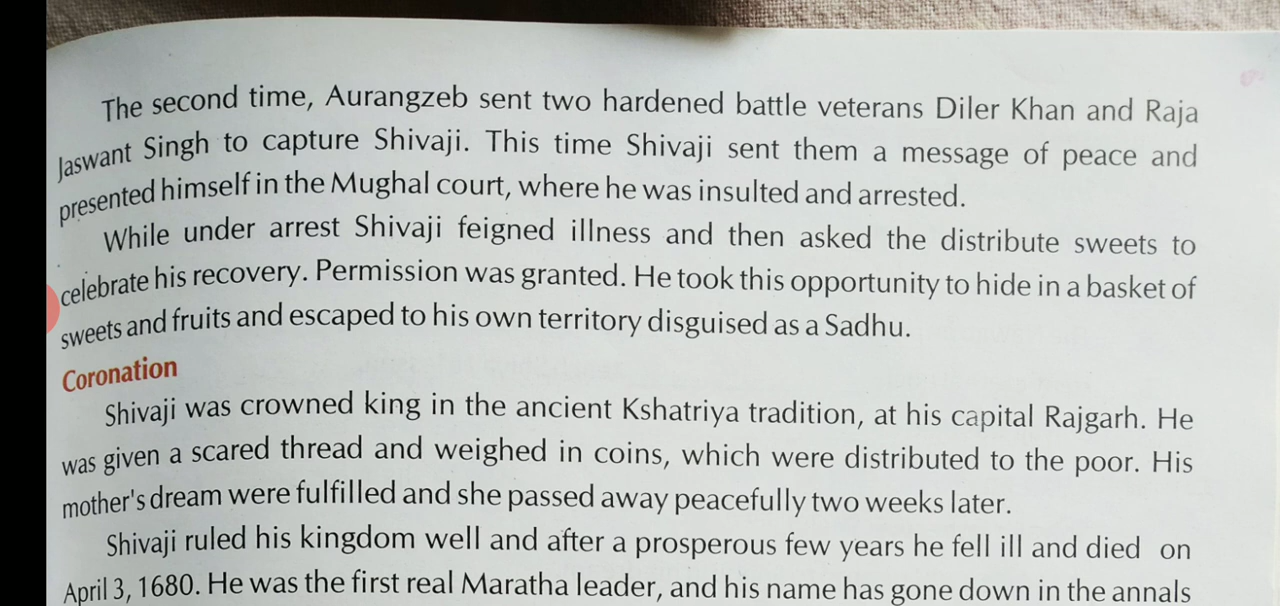 The second time, Aurangzeb sent two hardened battle veterans Diler Khan and Raja
Jaswant Singh to capture Shivaji. This time Shivaji sent them a message of peace and
presented himself in the Mughal court, where he was insulted and arrested.
While under arrest Shivaji feigned illness and then asked the distribute sweets to
celebrate his recovery. Permission was granted. He took this opportunity to hide in a basket of
sweets and fruits and escaped to his own territory disguised as a Sadhu.
Coronation
Shivaji was crowned king in the ancient Kshatriya tradition, at his capital Rajgarh. He
was given a scared thread and weighed in coins, which were distributed to the poor. His
mother's dream were fulfilled and she passed away peacefully two weeks later.
Shivaji ruled his kingdom well and after a prosperous few years he fell ill and died on
April 3, 1680. He was the first real Maratha leader, and his name has gone down in the annals